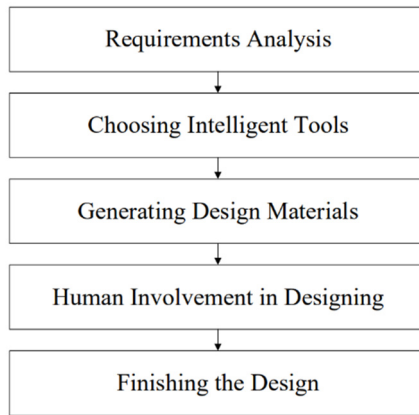 Requirements Analysis
Choosing Intelligent Tools
Generating Design Materials
Human Involvement in Designing
Finishing the Design